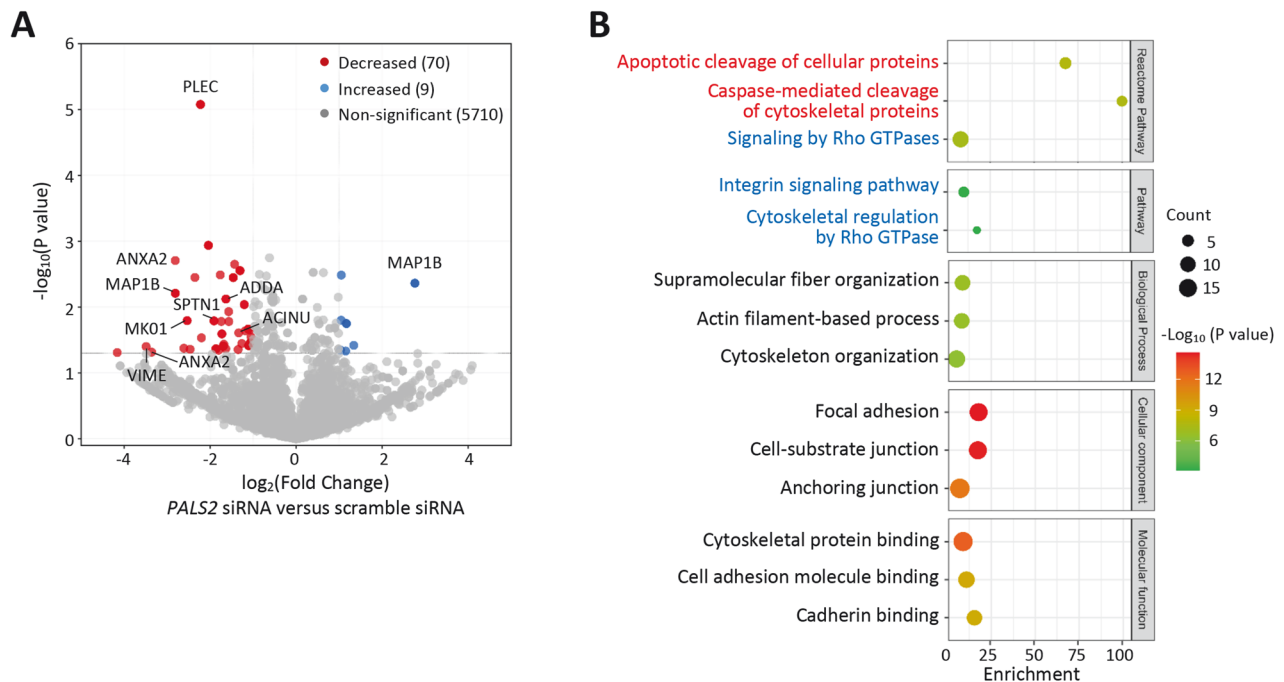 A
6
5
4
3
2
1
0
-log10(P value)
Decreased (70)
Increased (9)
Non-significant (5710)
PLEC
ANXA2
MAP1B
MAP1B
ADDA
SPTN1
MK01
ACINU
ANXA2
VIME
-4
-2
0
2
4
log2(Fold Change)
PALS2 siRNA versus scramble siRNA
B
Apoptotic cleavage of cellular proteins
Caspase-mediated cleavage
of cytoskeletal proteins
Signaling by Rho GTPases
Reactome Pathway
Integrin signaling pathway
Cytoskeletal regulation
by Rho GTPase
Pathway
Supramolecular fiber organization
Actin filament-based process
Cytoskeleton organization
Biological Process
Focal adhesion
Cell-substrate junction
Anchoring junction
Cellular component
Cytoskeletal protein binding
Cell adhesion molecule binding
Cadherin binding
Molecular function
0
25
50
75
100
Enrichment
Count
5
10
15
-Log10 (P value)
12
9
6